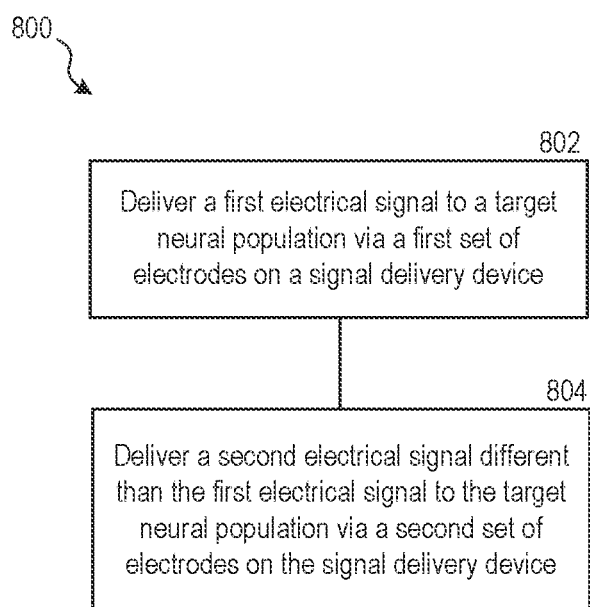 800
802
Deliver a first electrical signal to a target
neural population via a first set of
electrodes on a signal delivery device
804
Deliver a second electrical signal different
than the first electrical signal to the target
neural population via a second set of
electrodes on the signal delivery device